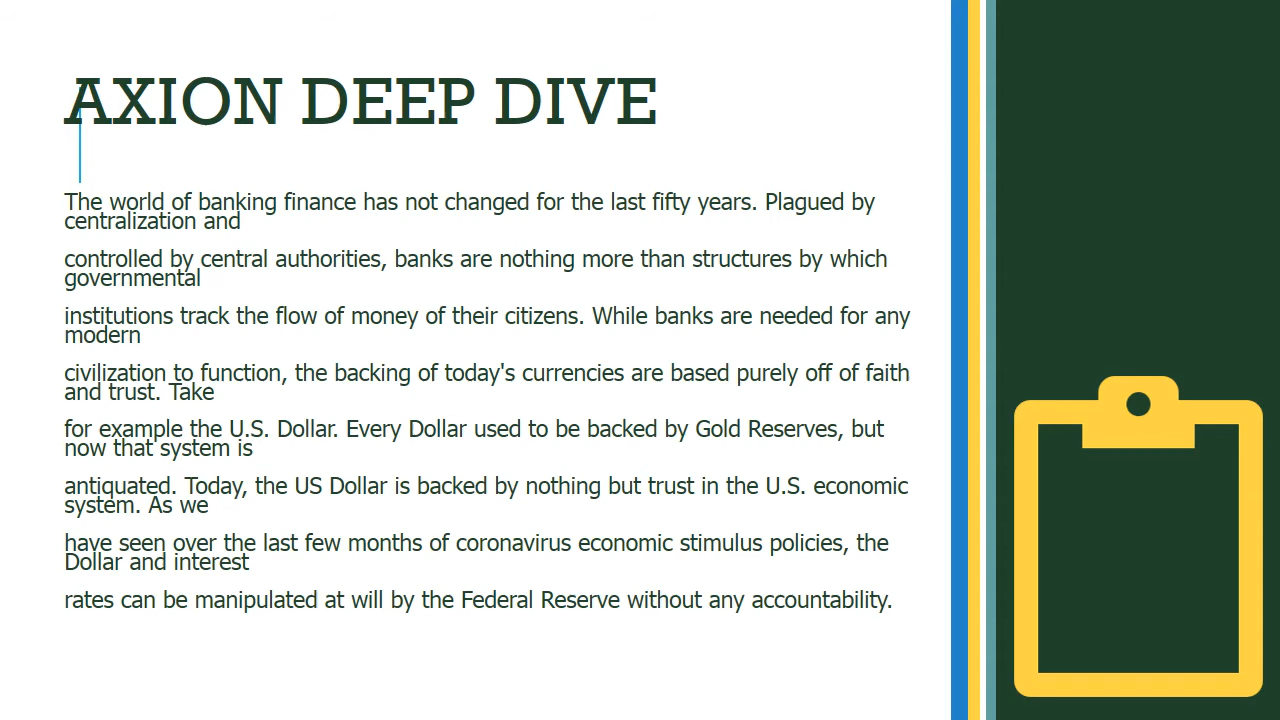 AXION DEEP DIVE
The world of banking finance has not changed for the last fifty years. Plagued by
centralization and
controlled by central authorities, banks are nothing more than structures by which
governmental
institutions track the flow of money of their citizens. While banks are needed for any
modern
civilization to function, the backing of today's currencies are based purely off of faith
and trust. Take
for example the U.S. Dollar. Every Dollar used to be backed by Gold Reserves, but
now that system is
antiquated. Today, the US Dollar is backed by nothing but trust in the U.S. economic
system. As we
have seen over the last few months of coronavirus economic stimulus policies, the
Dollar and interest
rates can be manipulated at will by the Federal Reserve without any accountability.